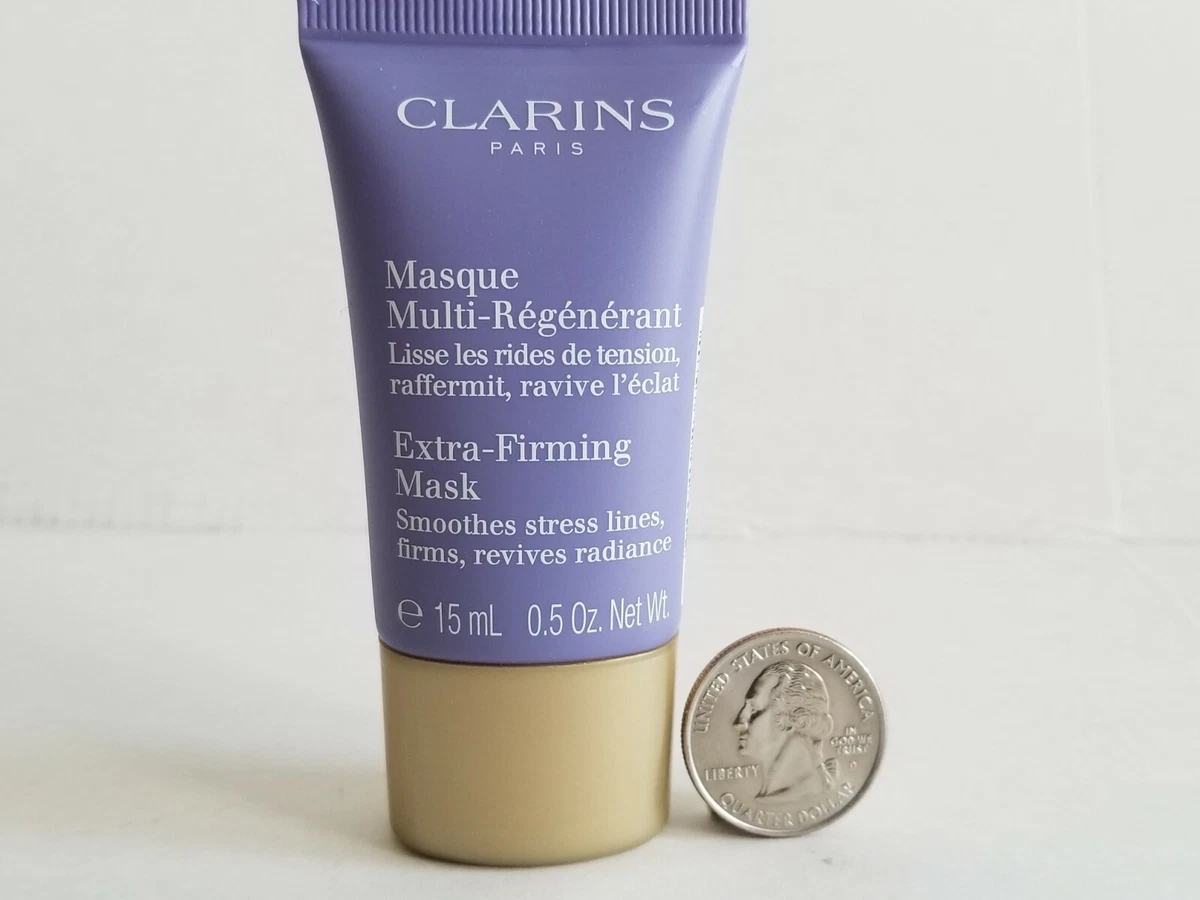 CLARINS
PARIS
Masque
Multi-Régénérant
Lisse les rides de tension,
raffermit, ravive l'éclat
Extra-Firming
Mask
Smoothes stress lines,
firms, revives radiance
℮ 15 mL 0.5 Oz. Net Wt.
UNITED STATES OF AMERICA
IN
GOD WE
TRUST
LIBERTY
QUARTER DOLLAR